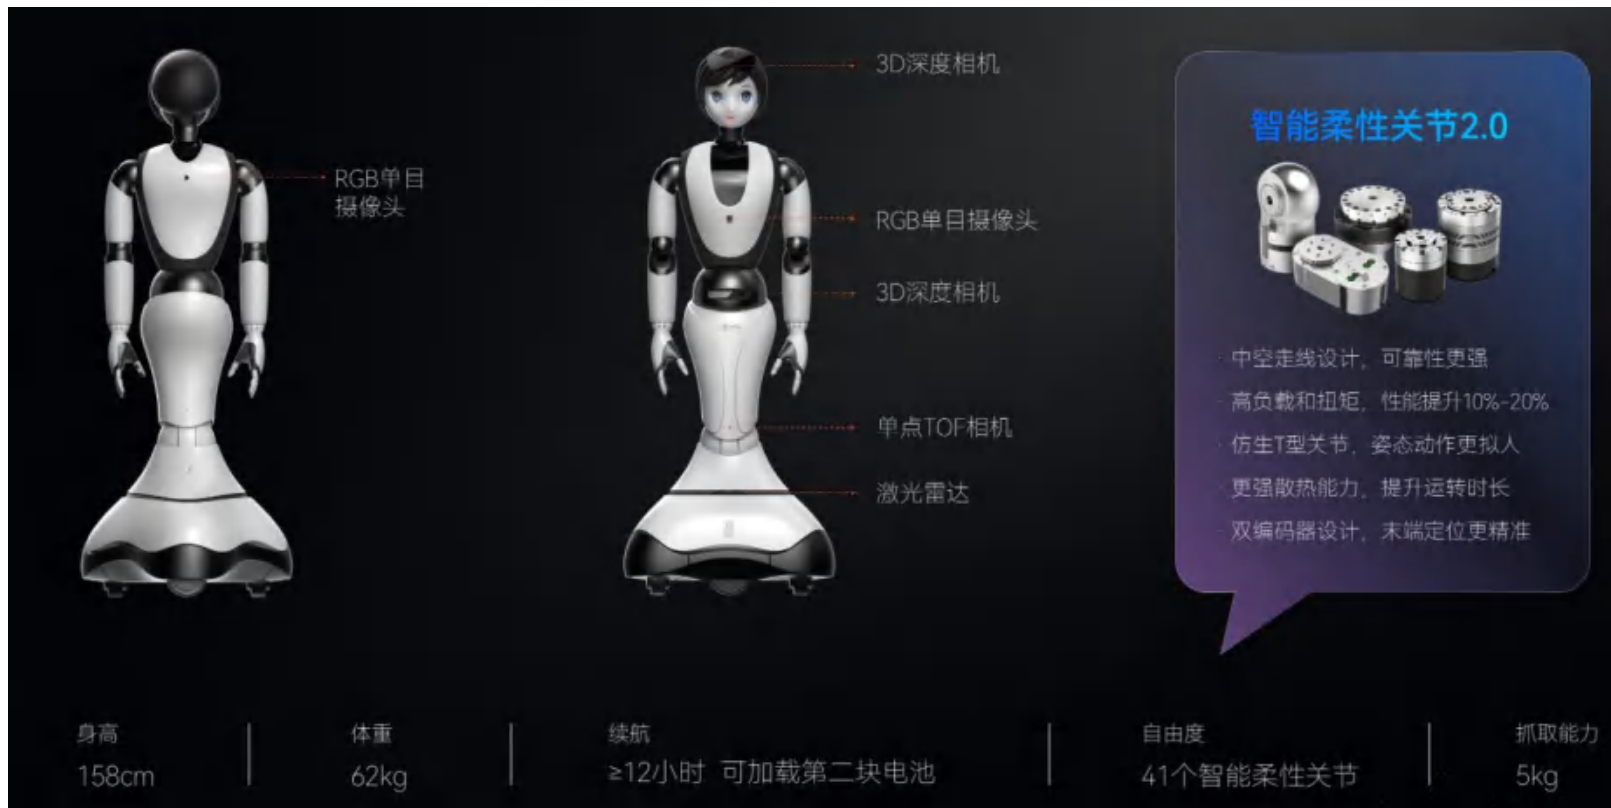 3D深度相机
RGB单目
摄像头
RGB单目摄像头
3D深度相机
单点TOF相机
激光雷达
智能柔性关节2.0
· 中空走线设计，可靠性更强
· 高负载和扭矩，性能提升10%-20%
· 仿生T型关节，姿态动作更拟人
· 更强散热能力，提升运转时长
· 双编码器设计，末端定位更精准
身高
158cm
体重
62kg
续航
≥12小时 可加载第二块电池
自由度
41个智能柔性关节
抓取能力
5kg